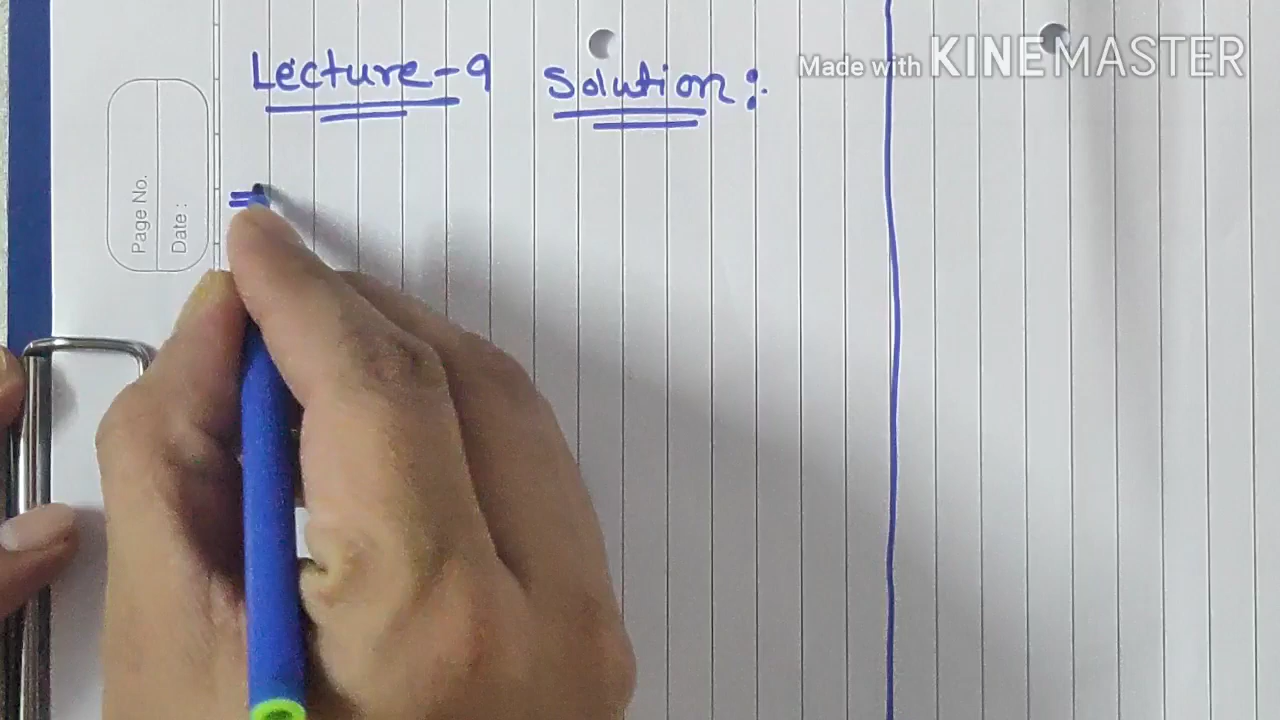 Lecture-9 Solution:
Made with KINEMASTER
Page No.
Date :
=